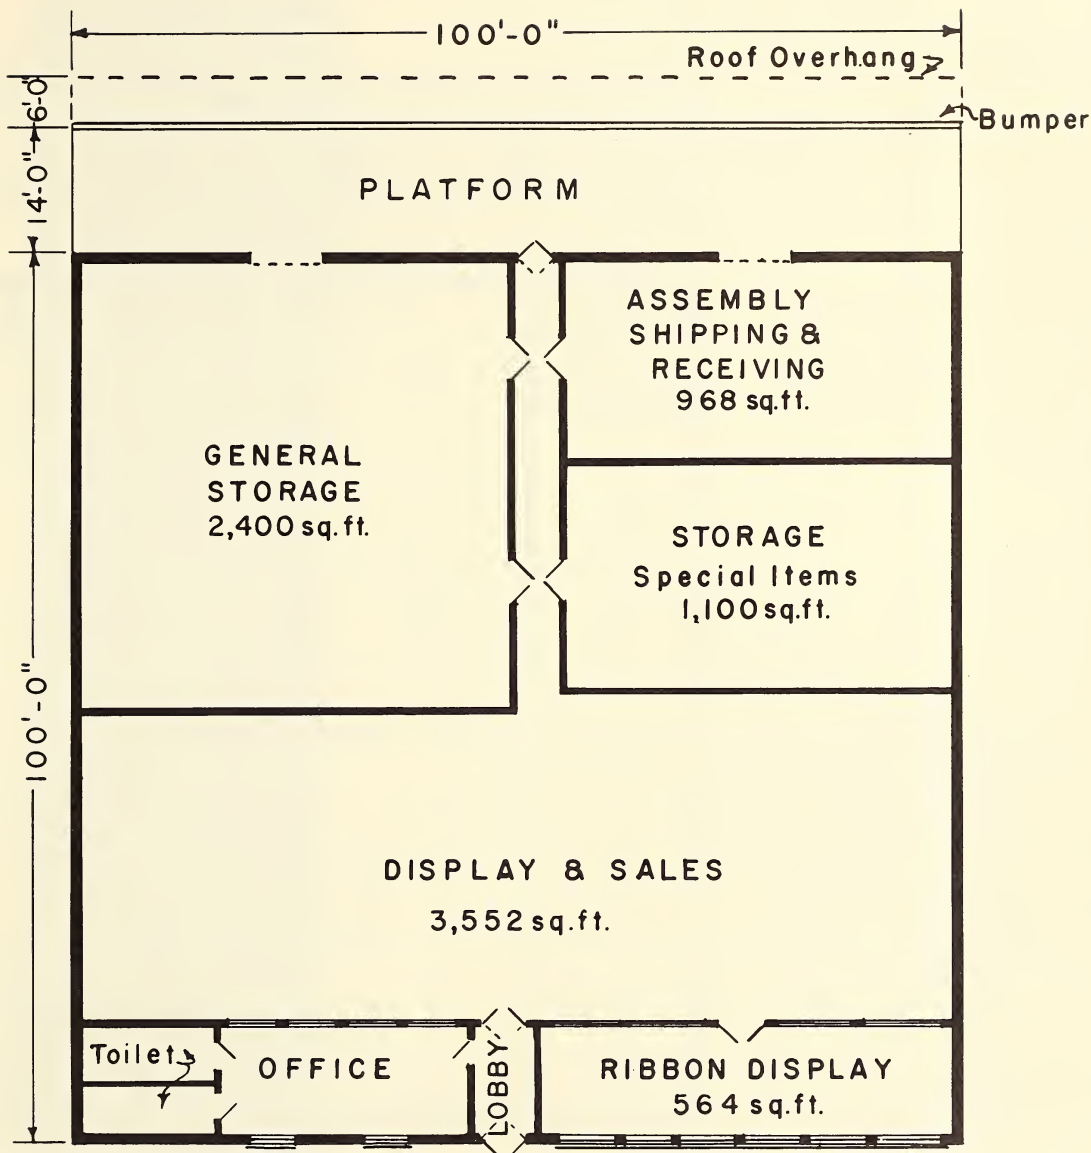 100'-0"
Roof Overhang
6'-0"
Bumper
14'-0"
PLATFORM
ASSEMBLY
SHIPPING &
RECEIVING
968 sq.ft.
GENERAL
STORAGE
2,400 sq.ft.
STORAGE
Special Items
1,100 sq.ft.
100'-0"
DISPLAY & SALES
3,552 sq.ft.
Toilet
OFFICE
LOBBY
RIBBON DISPLAY
564 sq.ft.